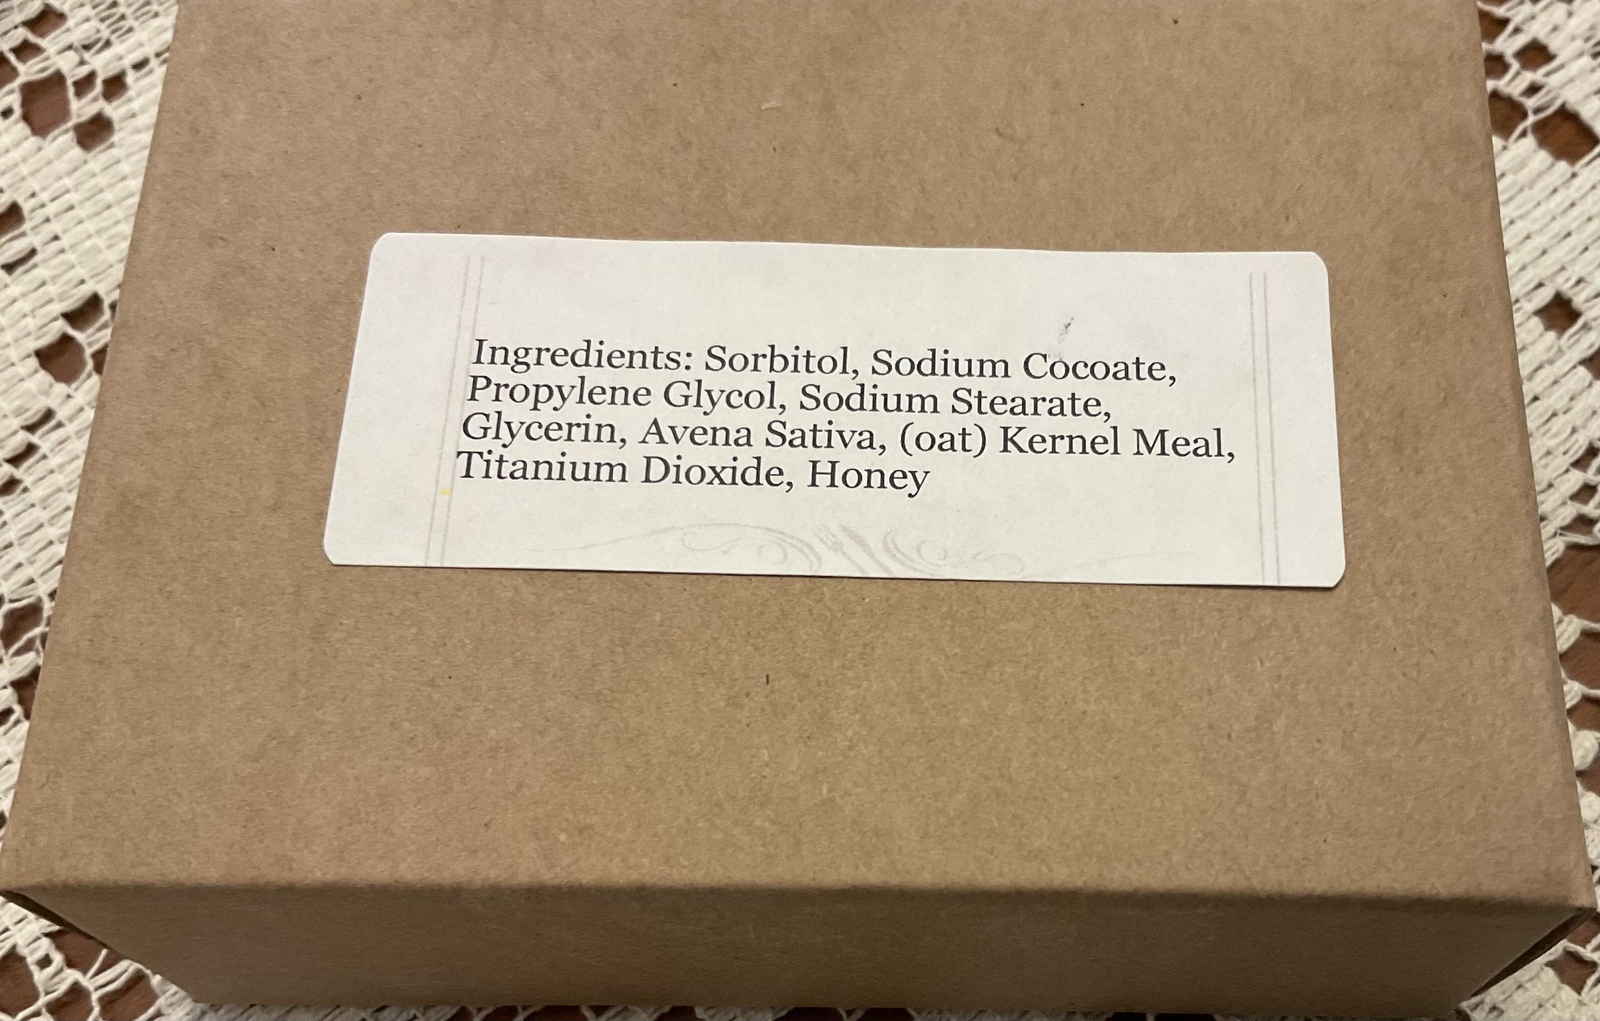 Ingredients: Sorbitol, Sodium Cocoate,
Propylene Glycol, Sodium Stearate,
Glycerin, Avena Sativa, (oat) Kernel Meal,
Titanium Dioxide, Honey